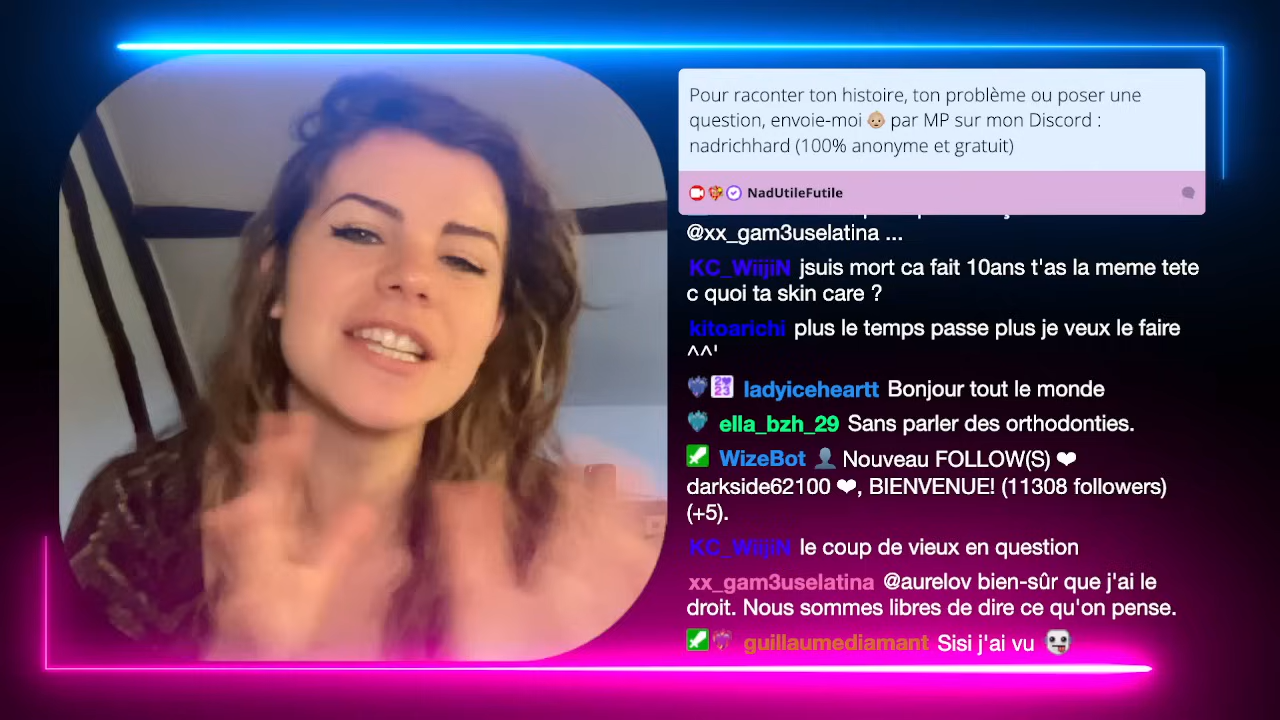 Pour raconter ton histoire, ton problème ou poser une
question, envoie-moi par MP sur mon Discord :
nadrichhard (100% anonyme et gratuit)
NadUtileFutile
@xx_gam3uselatina ...
KC_WiijiN jsuis mort ca fait 10ans t'as la meme tete
c quoi ta skin care ?
kitoarichi plus le temps passe plus je veux le faire
^^'
ladyiceheartt Bonjour tout le monde
ella_bzh_29 Sans parler des orthodonties.
WizeBot Nouveau FOLLOW(S) ❤
darkside62100 ❤, BIENVENUE! (11308 followers)
(+5).
KC_WiijiN le coup de vieux en question
xx_gam3uselatina @aurelov bien-sûr que j'ai le
droit. Nous sommes libres de dire ce qu'on pense.
guillaumediamant Sisi j'ai vu